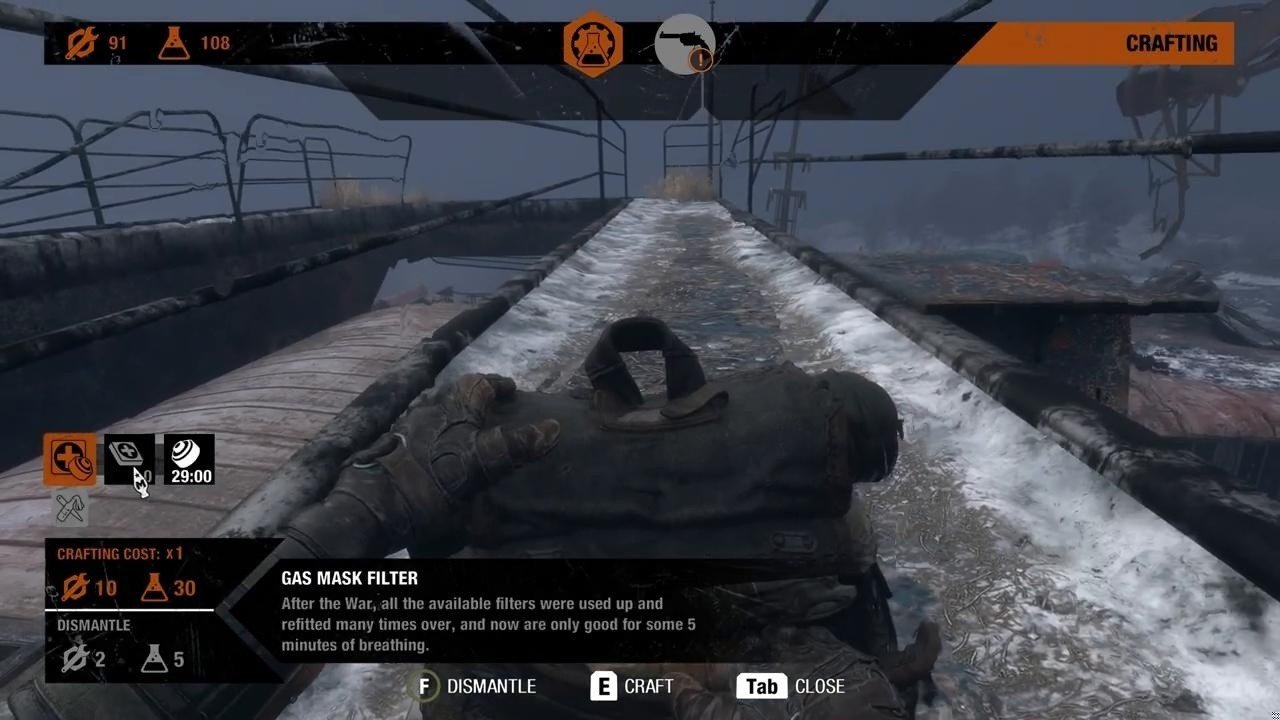 91 108
CRAFTING
0 29:00
CRAFTING COST: x1
10 30
DISMANTLE
2 5
GAS MASK FILTER
After the War, all the available filters were used up and
refitted many times over, and now are only good for some 5
minutes of breathing.
F DISMANTLE E CRAFT Tab CLOSE